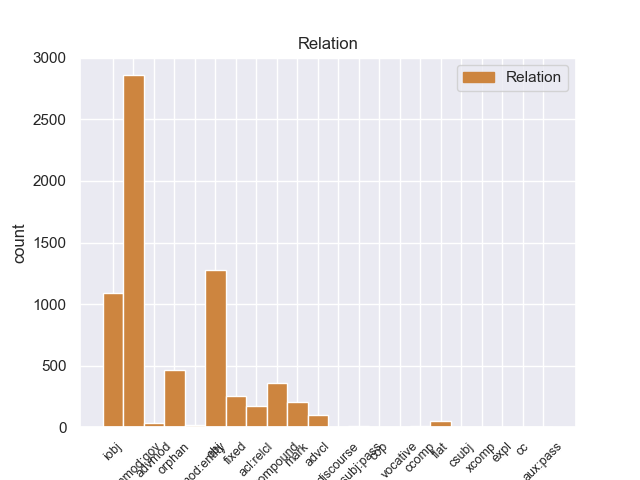 Relation
Relation
count
3000
2500
2000
1500
1000
500
0
iobj
advmod
orphan
fixed
acl:relcl
mark
advcl
discourse
cop
vocative
ccomp
flat
csubj
xcomp
expl
cc
aux:pass